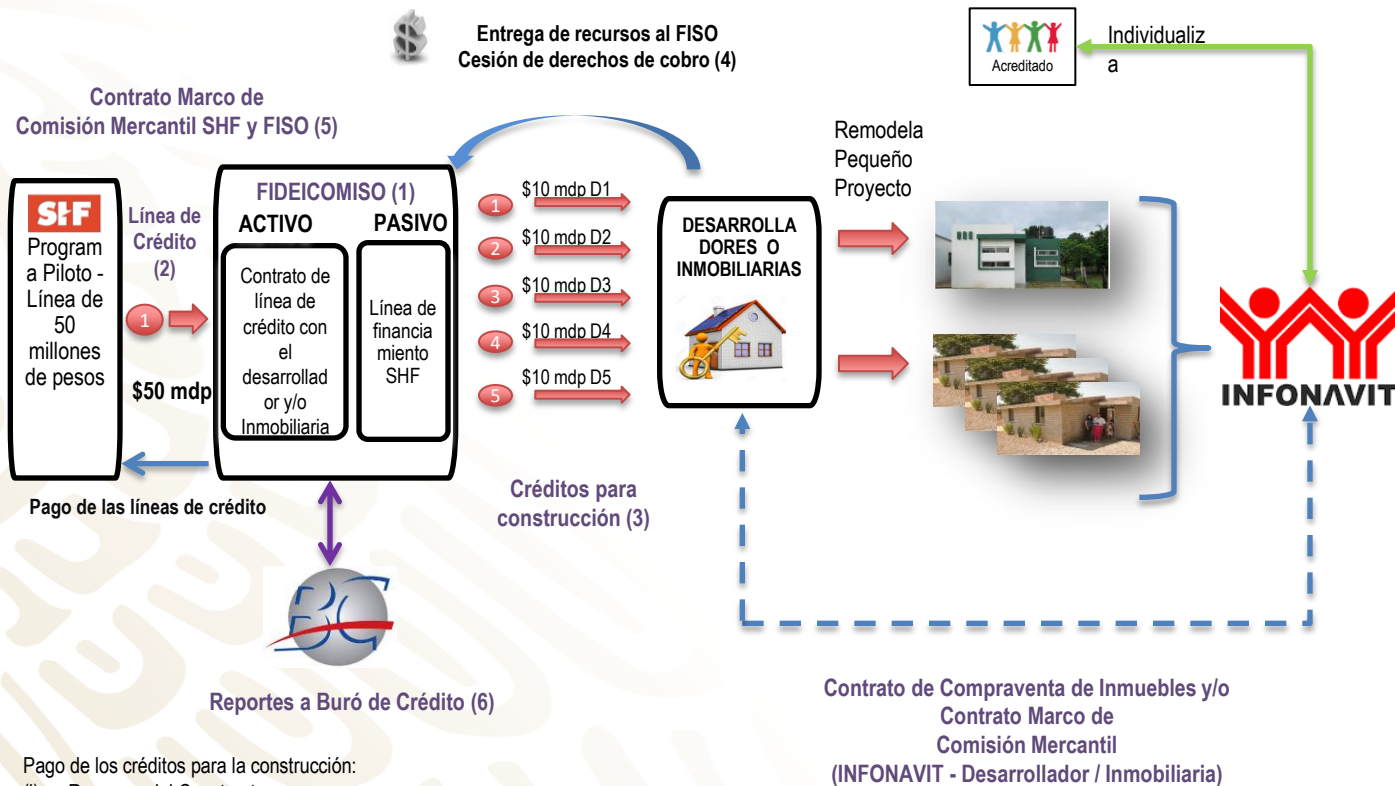 Entrega de recursos al FISO
Cesión de derechos de cobro (4)
Acreditado
Individualiz
a
Contrato Marco de
Comisión Mercantil SHF y FISO (5)
SHF
Program
a Piloto -
Línea de
50
millones
de pesos
Línea de
Crédito
(2)
1
$50 mdp
FIDEICOMISO (1)
ACTIVO
PASIVO
Contrato de
línea de
crédito con
el
desarrollad
or y/o
Inmobiliaria
Línea de
financia
miento
SHF
1
$10 mdp D1
2
$10 mdp D2
3
$10 mdp D3
4
$10 mdp D4
5
$10 mdp D5
DESARROLLA
DORES O
INMOBILIARIAS
Remodela
Pequeño
Proyecto
INFONAVIT
Pago de las líneas de crédito
Créditos para
construcción (3)
BC
Reportes a Buró de Crédito (6)
Contrato de Compraventa de Inmuebles y/o
Contrato Marco de
Comisión Mercantil
(INFONAVIT - Desarrollador / Inmobiliaria)
Pago de los créditos para la construcción: